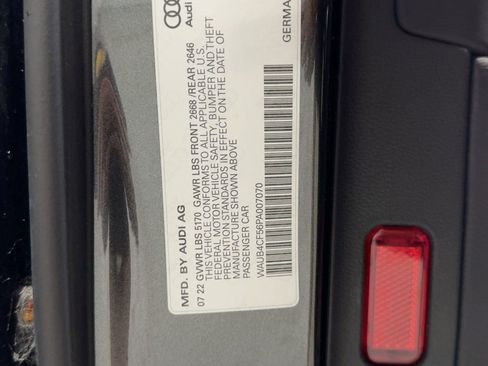 Audi
GERMA
MFD. BY AUDI AG
07 22 GVWR LBS 5170 GAWR LBS FRONT 2668 /REAR 2646
THIS VEHICLE CONFORMS TO ALL APPLICABLE U.S.
FEDERAL MOTOR VEHICLE SAFETY, BUMPER AND THEFT
PREVENTION STANDARDS IN EFFECT ON THE DATE OF
MANUFACTURE SHOWN ABOVE
PASSENGER CAR
WAUB4CF56PA007070